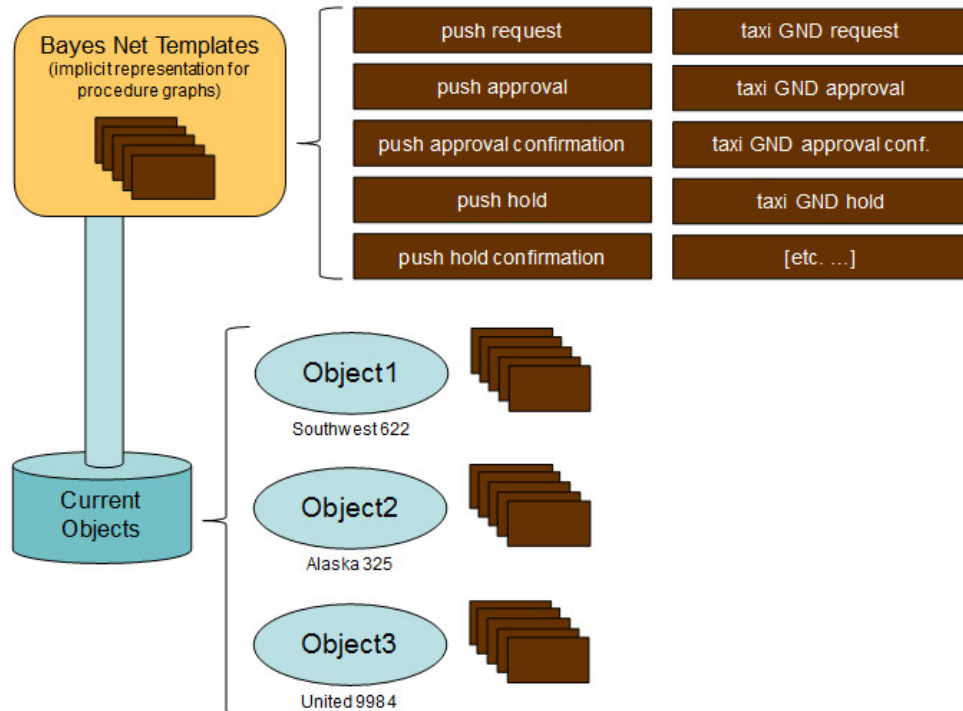 Bayes Net Templates
(implicit representation for
procedure graphs)
push request
taxi GND request
push approval
taxi GND approval
push approval confirmation
taxi GND approval conf.
push hold
taxi GND hold
push hold confirmation
[etc. ...]
Object1
Southwest 622
Current
Objects
Object2
Alaska 325
Object3
United 9984